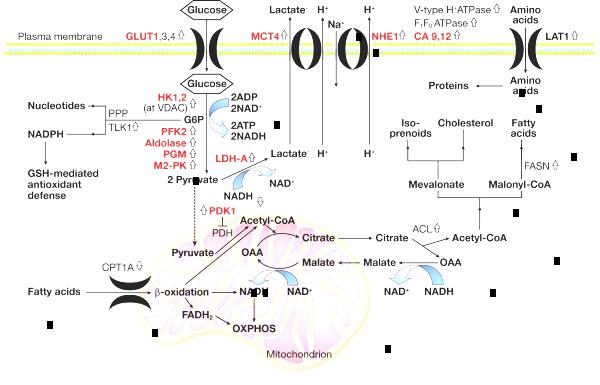 Glucose
Lactate⁻
H⁺
H⁺
Na⁺
V-type H⁺ATPase
F₁F₀ ATPase
Amino
acids
Plasma membrane
GLUT1,3,4
MCT4
NHE1
CA 9,12
LAT1
Glucose
Amino
acids
Proteins
HK1,2
(at VDAC)
2ADP
2NAD⁺
Nucleotides
PPP
G6P
2ATP
2NADH
NADPH
TLK1
PFK2
Aldolase
PGM
M2-PK
LDH-A
Lactate⁻
H⁺
H⁺
Iso-
prenoids
Cholesterol
Fatty
acids
FASN
GSH-mediated
antioxidant
defense
2 Pyruvate
NADH
NAD⁺
Mevalonate
Malonyl-CoA
PDK1
PDH
Acetyl-CoA
Pyruvate
OAA
Citrate
Citrate
ACL
Acetyl-CoA
Malate
Malate
OAA
CPT1A
Fatty acids
β-oxidation
NADH
NAD⁺
NAD⁺
NADH
FADH₂
OXPHOS
Mitochondrion